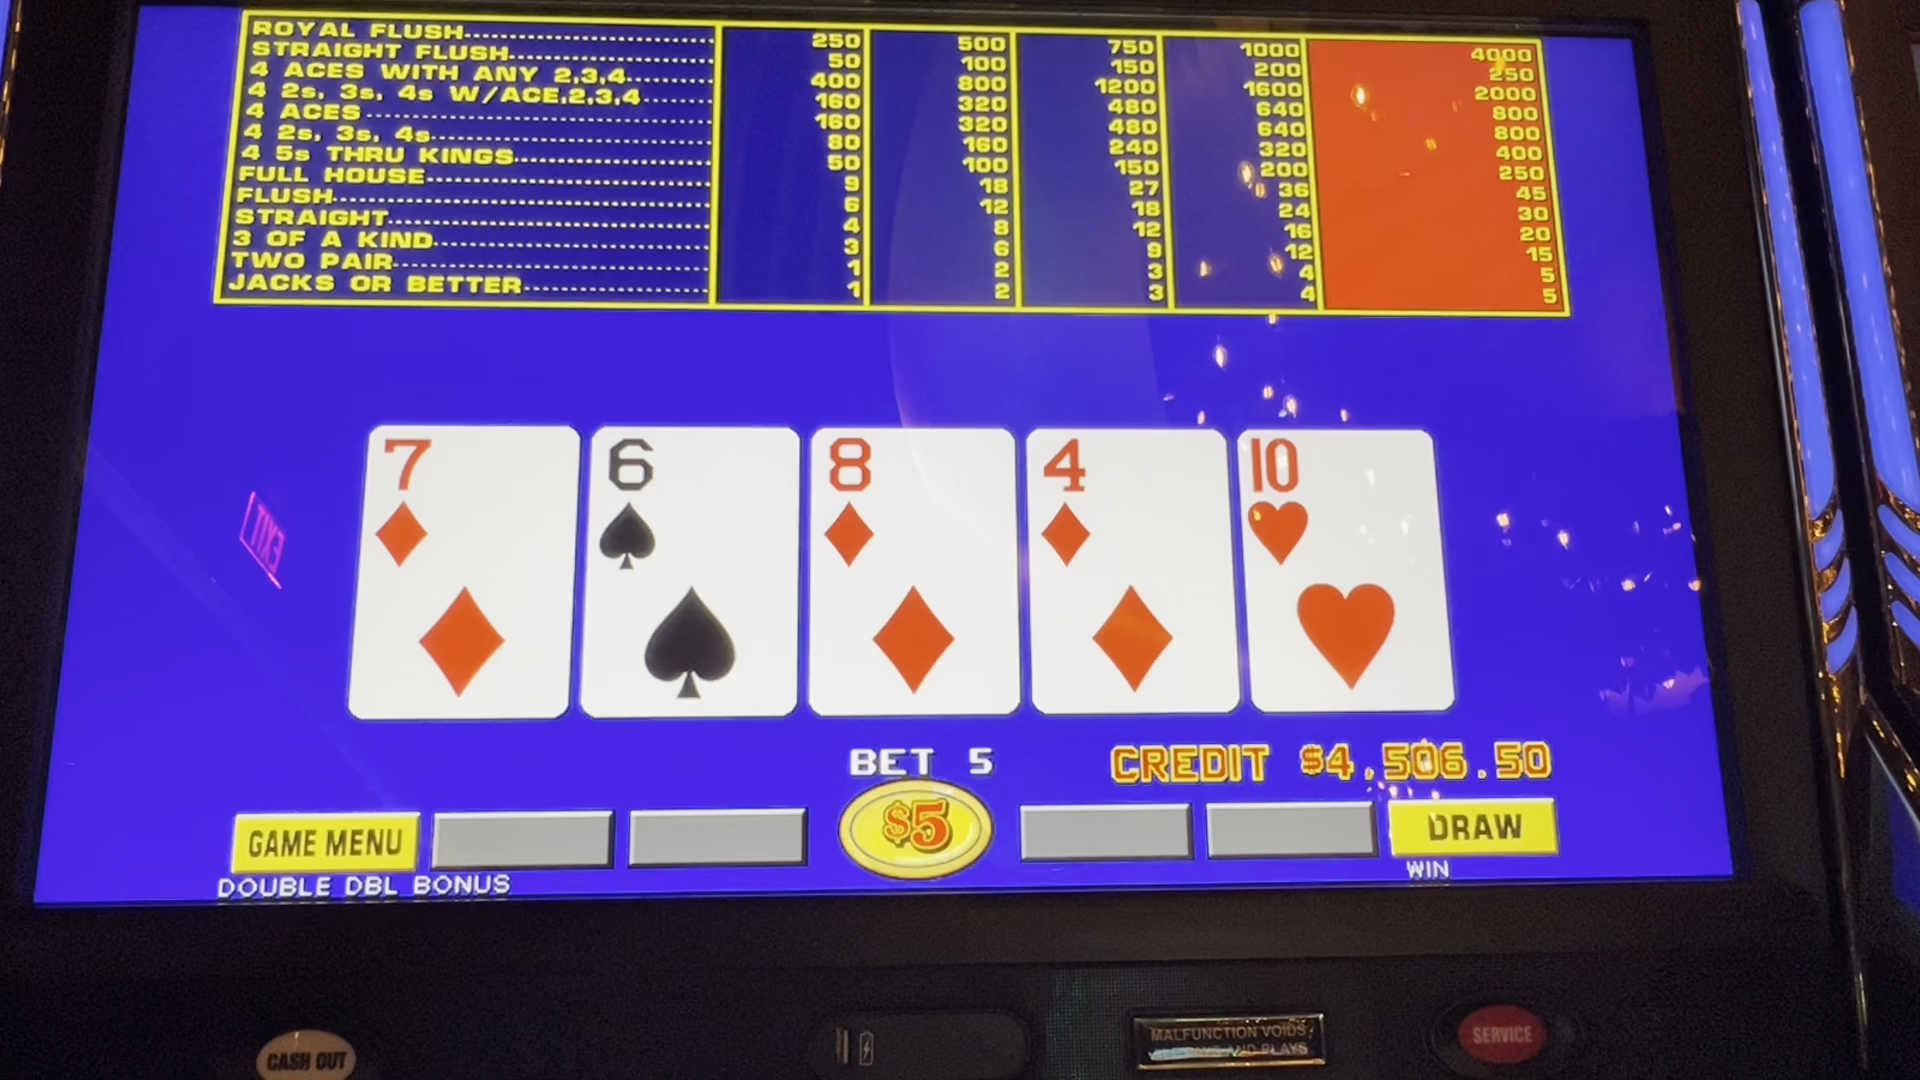 ROYAL FLUSH 250 500 750 1000 4000
STRAIGHT FLUSH 50 100 150 200 250
4 ACES WITH ANY 2,3,4 400 800 1200 1600 2000
4 2s, 3s, 4s W/ACE,2,3,4 160 320 480 640 800
4 ACES 160 320 480 640 800
4 2s, 3s, 4s 80 160 240 320 400
4 5s THRU KINGS 50 100 150 200 250
FULL HOUSE 9 18 27 36 45
FLUSH 6 12 18 24 30
STRAIGHT 4 8 12 16 20
3 OF A KIND 3 6 9 12 15
TWO PAIR 1 2 3 4 5
JACKS OR BETTER 1 2 3 4 5
7 6 8 4 10
EXIT
BET 5 CREDIT $4,506.50
GAME MENU $5 DRAW
DOUBLE DBL BONUS WIN
CASH OUT
MALFUNCTION VOIDS
AND PLAYS
SERVICE